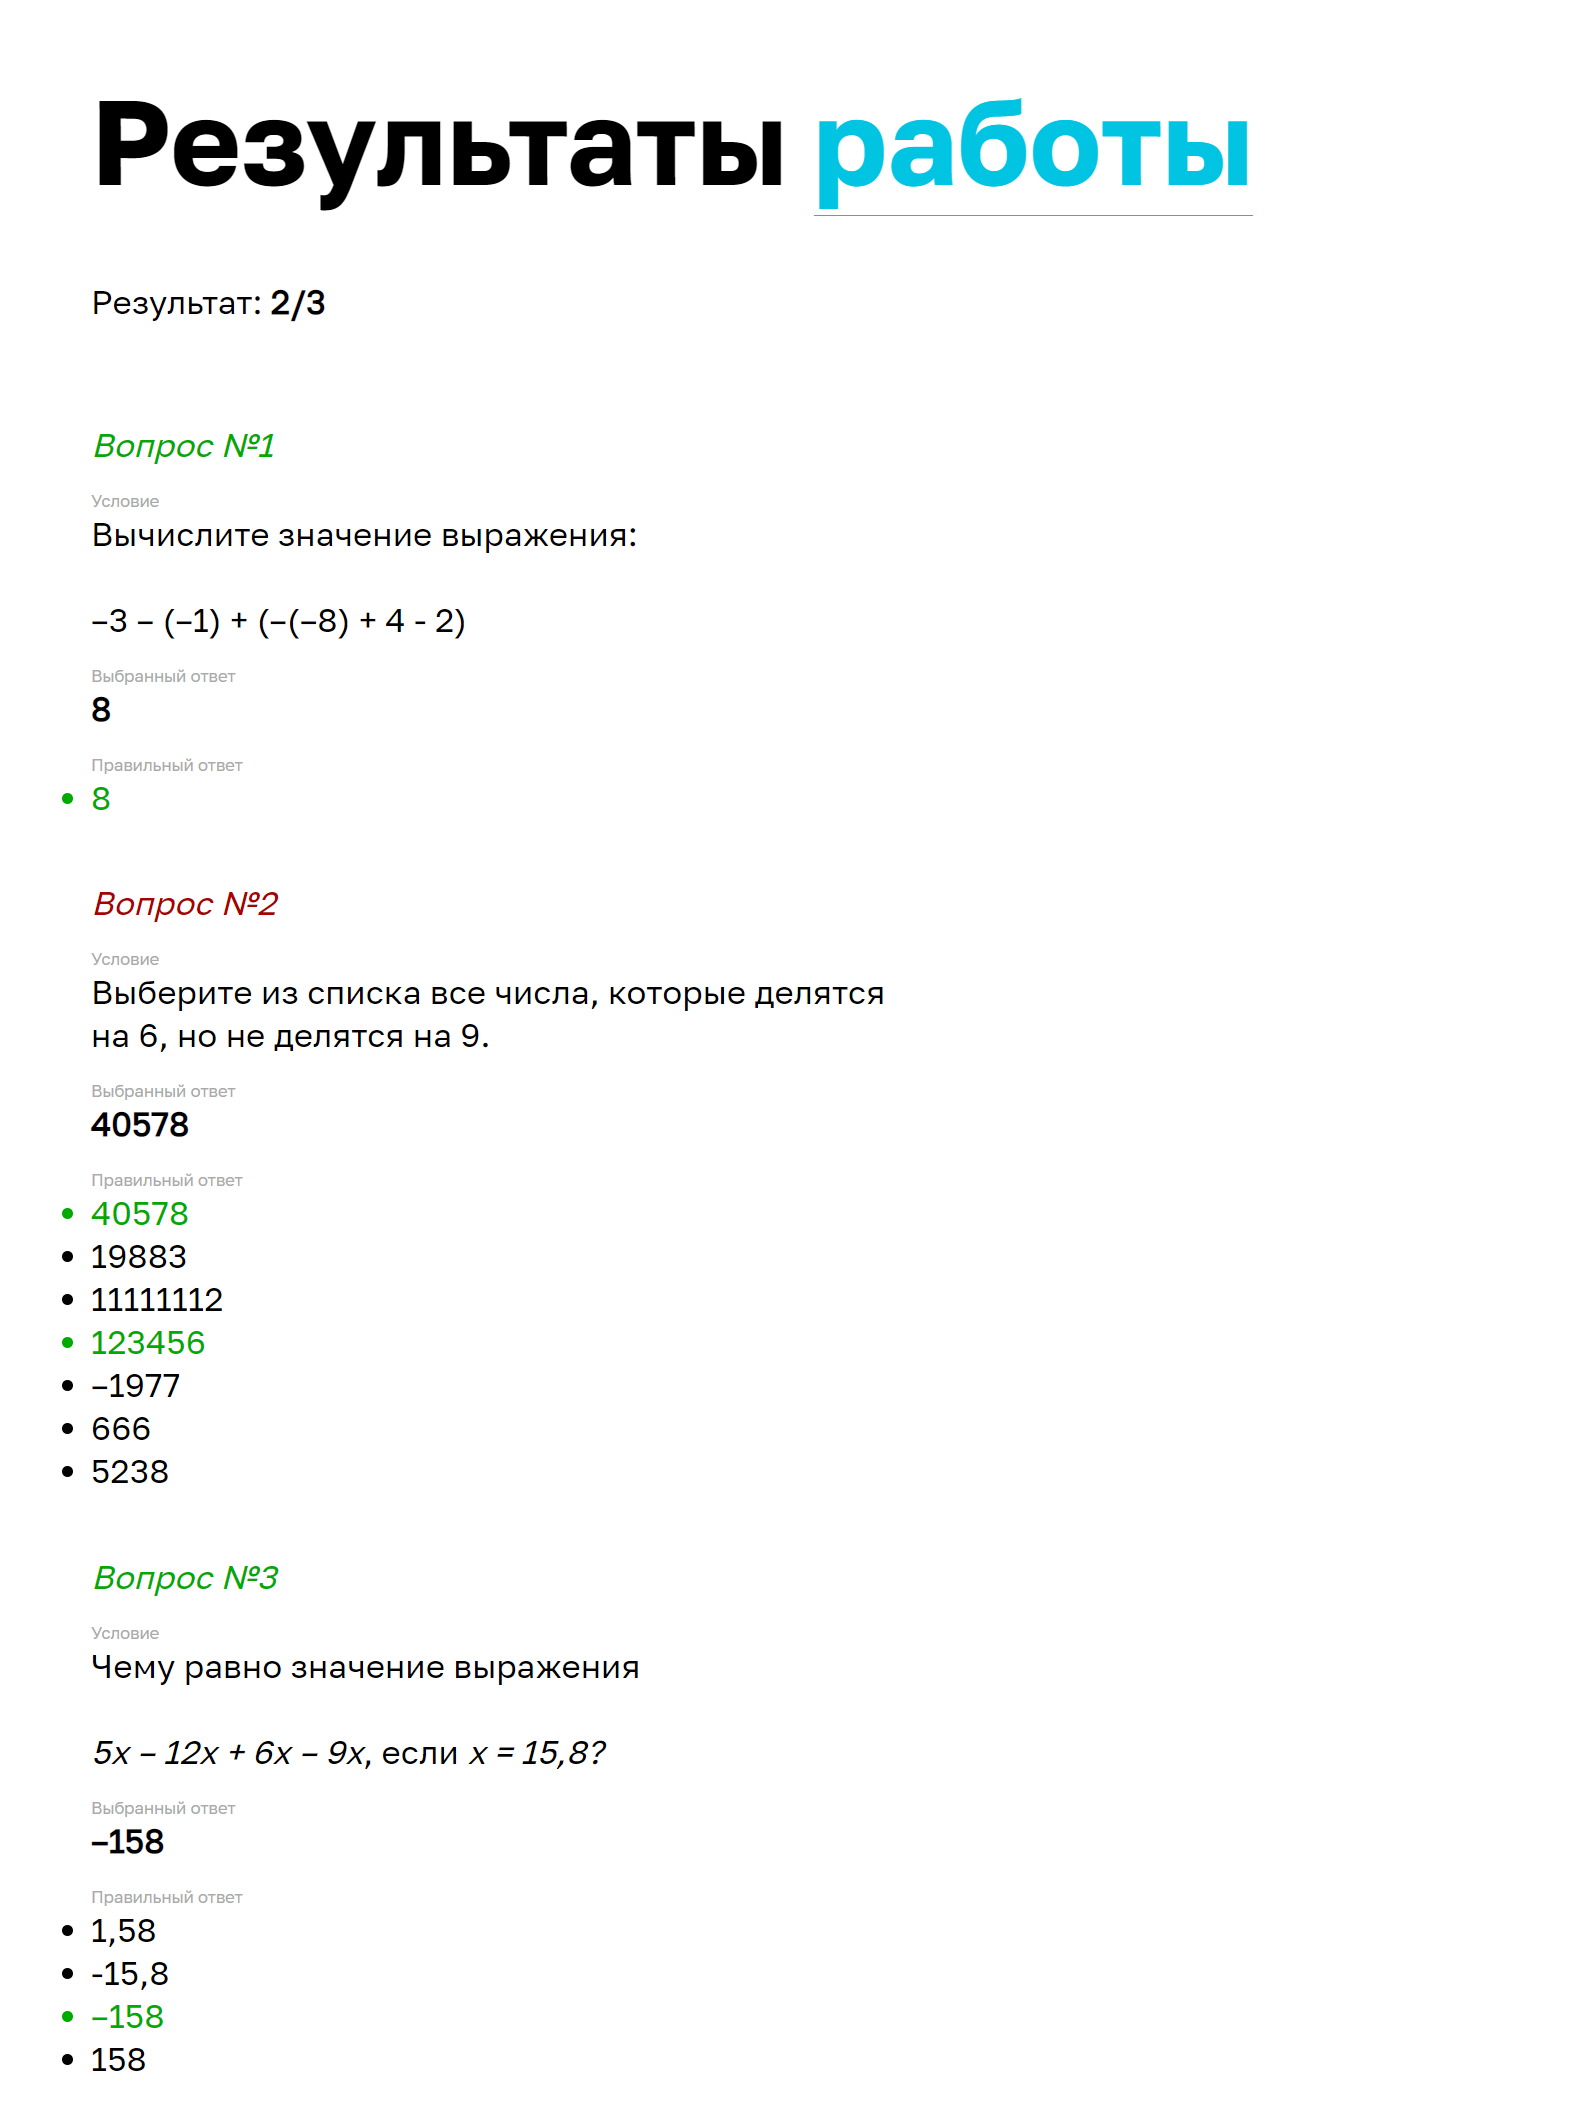 Результаты работы
Результат: 2/3
Вопрос №1
Условие
Вычислите значение выражения:
–3 – (–1) + (–(–8) + 4 - 2)
Выбранный ответ
8
Правильный ответ
• 8
Вопрос №2
Условие
Выберите из списка все числа, которые делятся
на 6, но не делятся на 9.
Выбранный ответ
40578
Правильный ответ
• 40578
• 19883
• 11111112
• 123456
• –1977
• 666
• 5238
Вопрос №3
Условие
Чему равно значение выражения
5x – 12x + 6x – 9x, если x = 15,8?
Выбранный ответ
–158
Правильный ответ
• 1,58
• -15,8
• –158
• 158